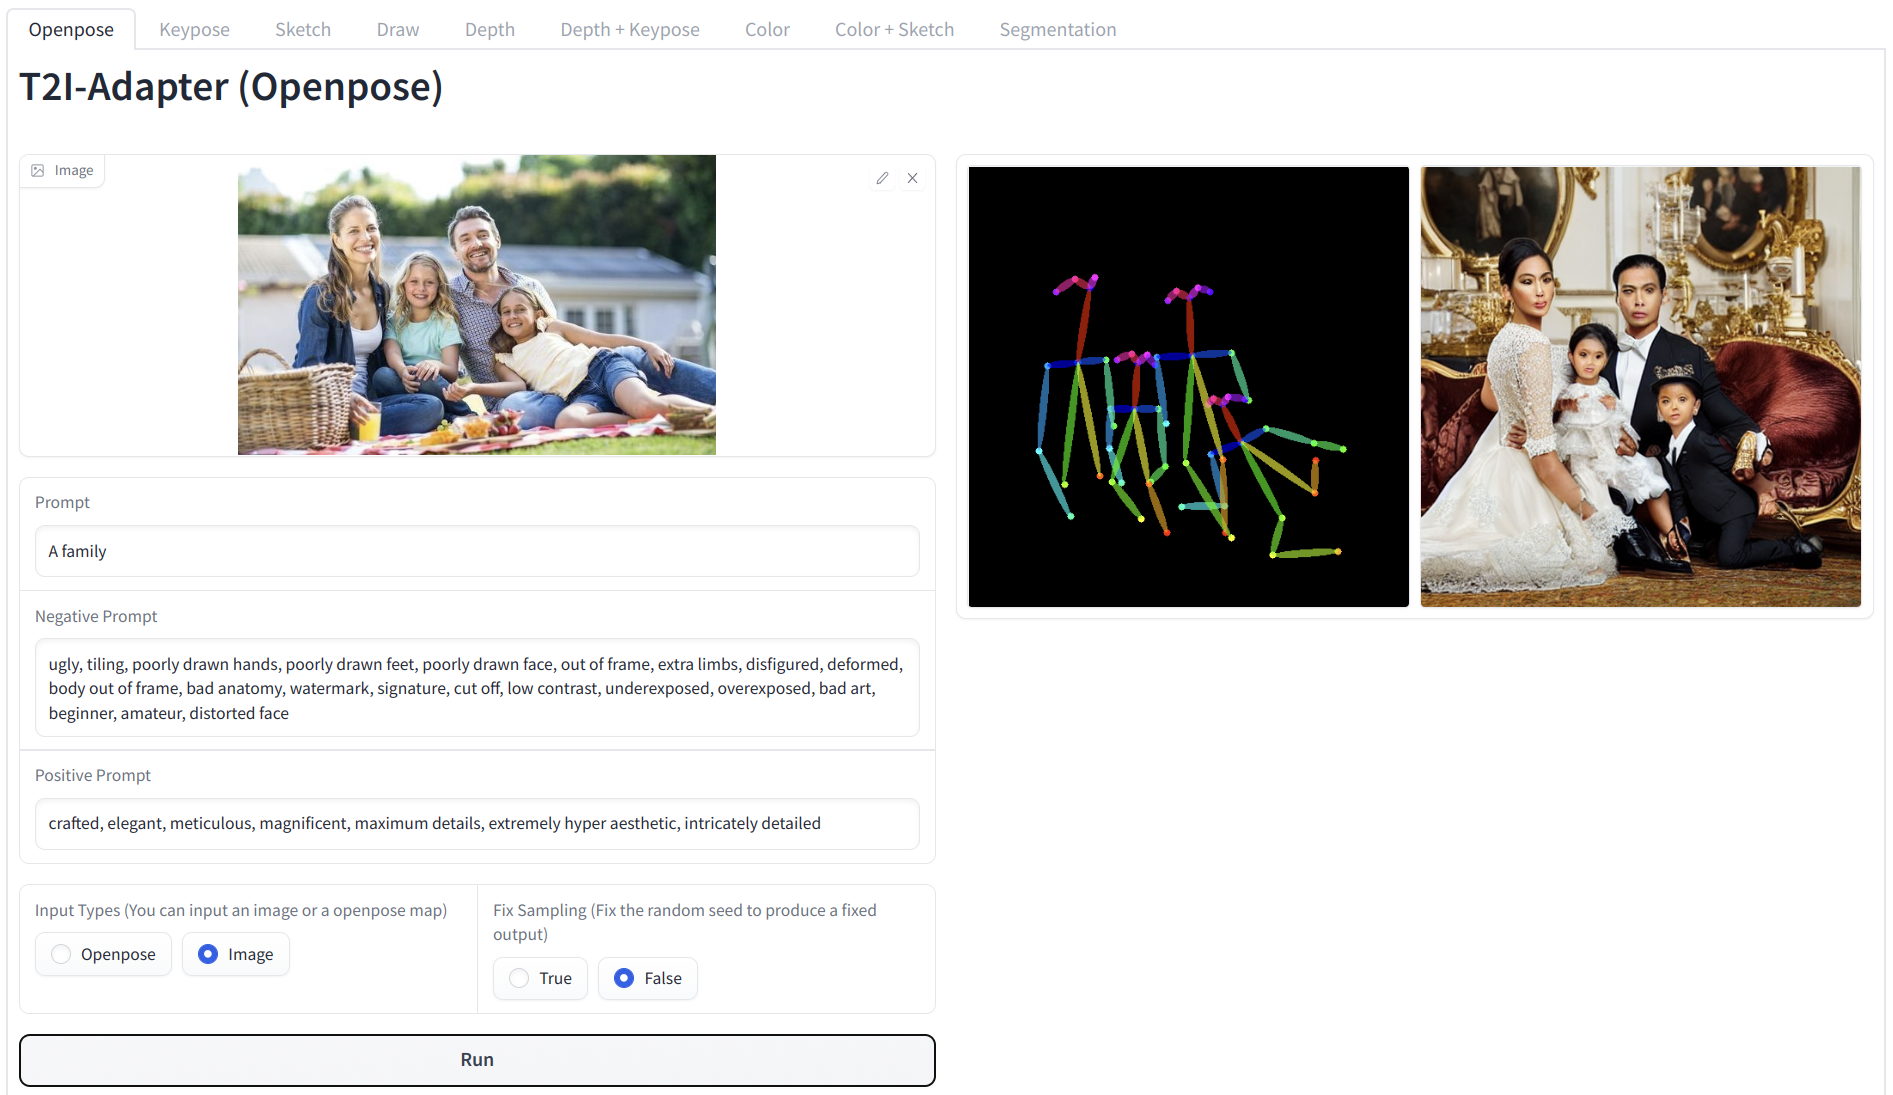 Openpose
Keypose
Sketch
Draw
Depth
Depth + Keypose
Color
Color + Sketch
Segmentation
T2I-Adapter (Openpose)
Image
Prompt
A family
Negative Prompt
ugly, tiling, poorly drawn hands, poorly drawn feet, poorly drawn face, out of frame, extra limbs, disfigured, deformed,
body out of frame, bad anatomy, watermark, signature, cut off, low contrast, underexposed, overexposed, bad art,
beginner, amateur, distorted face
Positive Prompt
crafted, elegant, meticulous, magnificent, maximum details, extremely hyper aesthetic, intricately detailed
Input Types (You can input an image or a openpose map)
Openpose
Image
Fix Sampling (Fix the random seed to produce a fixed
output)
True
False
Run